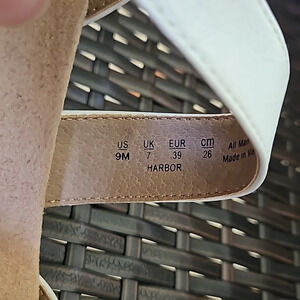 US UK EUR cm
9M 7 39 26
HARBOR
All Man
Made in